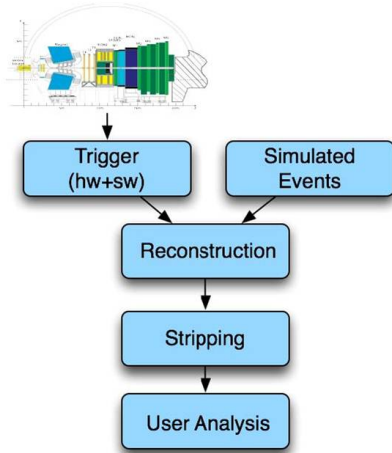 Trigger
(hw+sw)
Simulated
Events
Reconstruction
Stripping
User Analysis